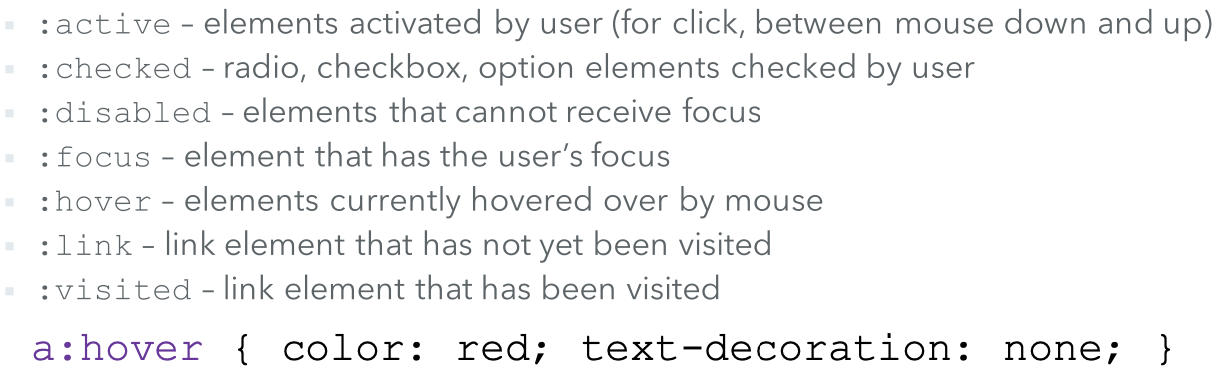 ▪ :active – elements activated by user (for click, between mouse down and up)
▪ :checked – radio, checkbox, option elements checked by user
▪ :disabled – elements that cannot receive focus
▪ :focus – element that has the user’s focus
▪ :hover – elements currently hovered over by mouse
▪ :link – link element that has not yet been visited
▪ :visited – link element that has been visited
a:hover { color: red; text-decoration: none; }